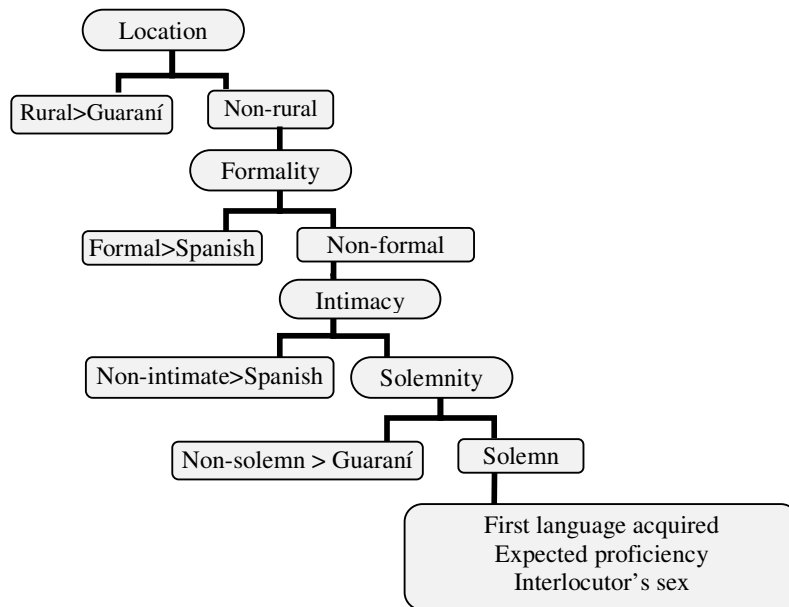 Location
Rural>Guaraní
Non-rural
Formality
Formal>Spanish
Non-formal
Intimacy
Non-intimate>Spanish
Solemnity
Non-solemn > Guaraní
Solemn
First language acquired
Expected proficiency
Interlocutor’s sex